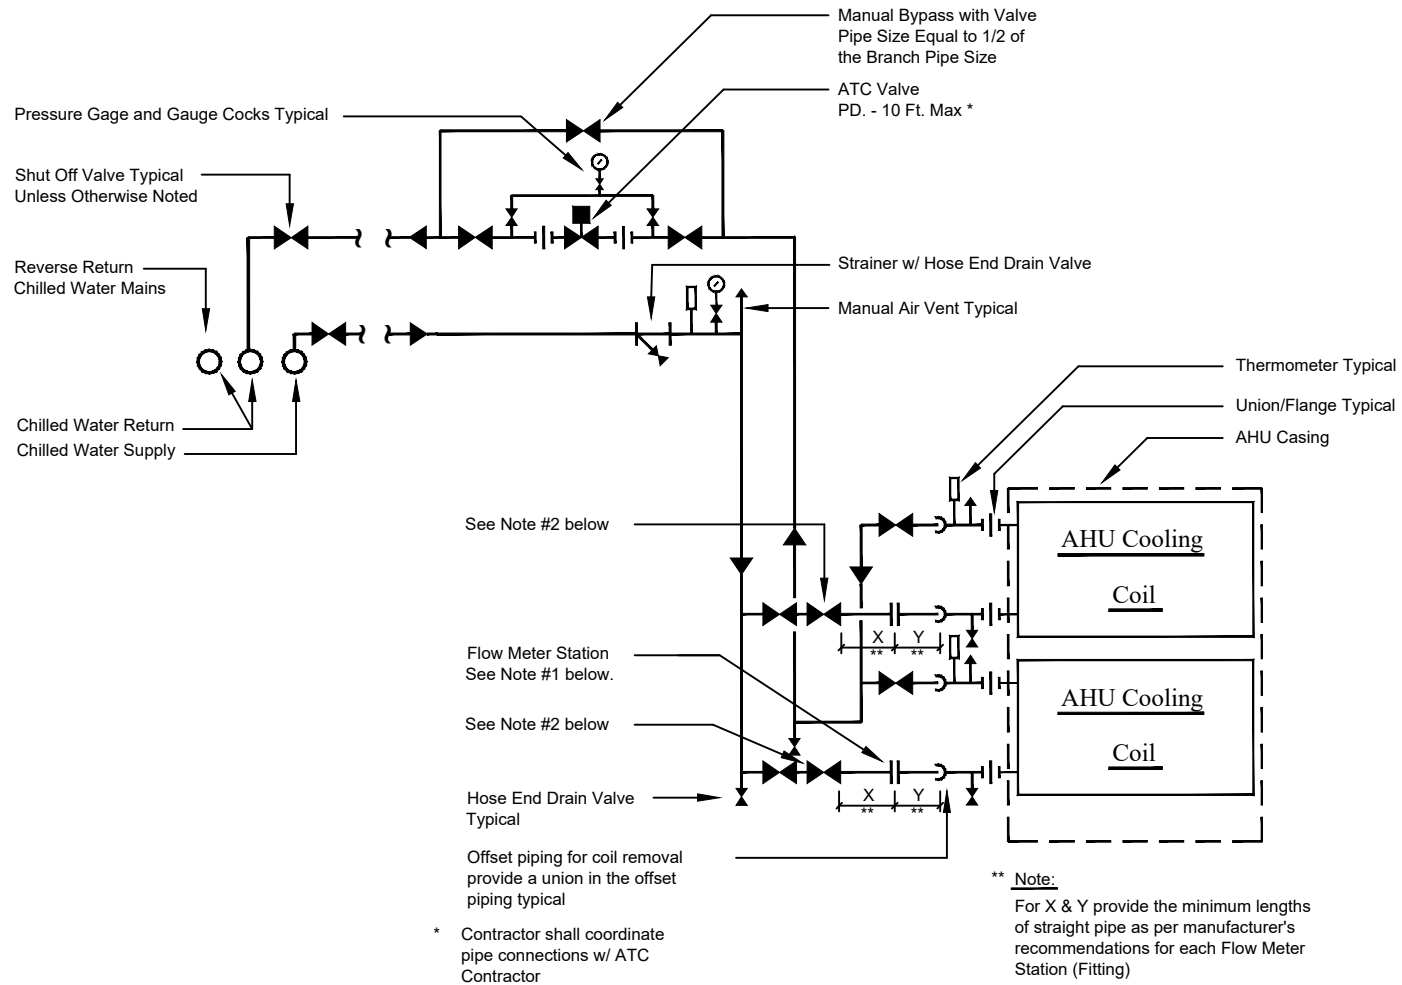 Manual Bypass with Valve
Pipe Size Equal to 1/2 of
the Branch Pipe Size
ATC Valve
PD. - 10 Ft. Max *
Pressure Gage and Gauge Cocks Typical
Shut Off Valve Typical
Unless Otherwise Noted
Reverse Return
Chilled Water Mains
Strainer w/ Hose End Drain Valve
Manual Air Vent Typical
Chilled Water Return
Chilled Water Supply
Thermometer Typical
Union/Flange Typical
AHU Casing
See Note #2 below
AHU Cooling
Coil
X Y
** **
Flow Meter Station
See Note #1 below.
See Note #2 below
AHU Cooling
Coil
X Y
** **
Hose End Drain Valve
Typical
Offset piping for coil removal
provide a union in the offset
piping typical
* Contractor shall coordinate
pipe connections w/ ATC
Contractor
** Note:
For X & Y provide the minimum lengths
of straight pipe as per manufacturer's
recommendations for each Flow Meter
Station (Fitting)